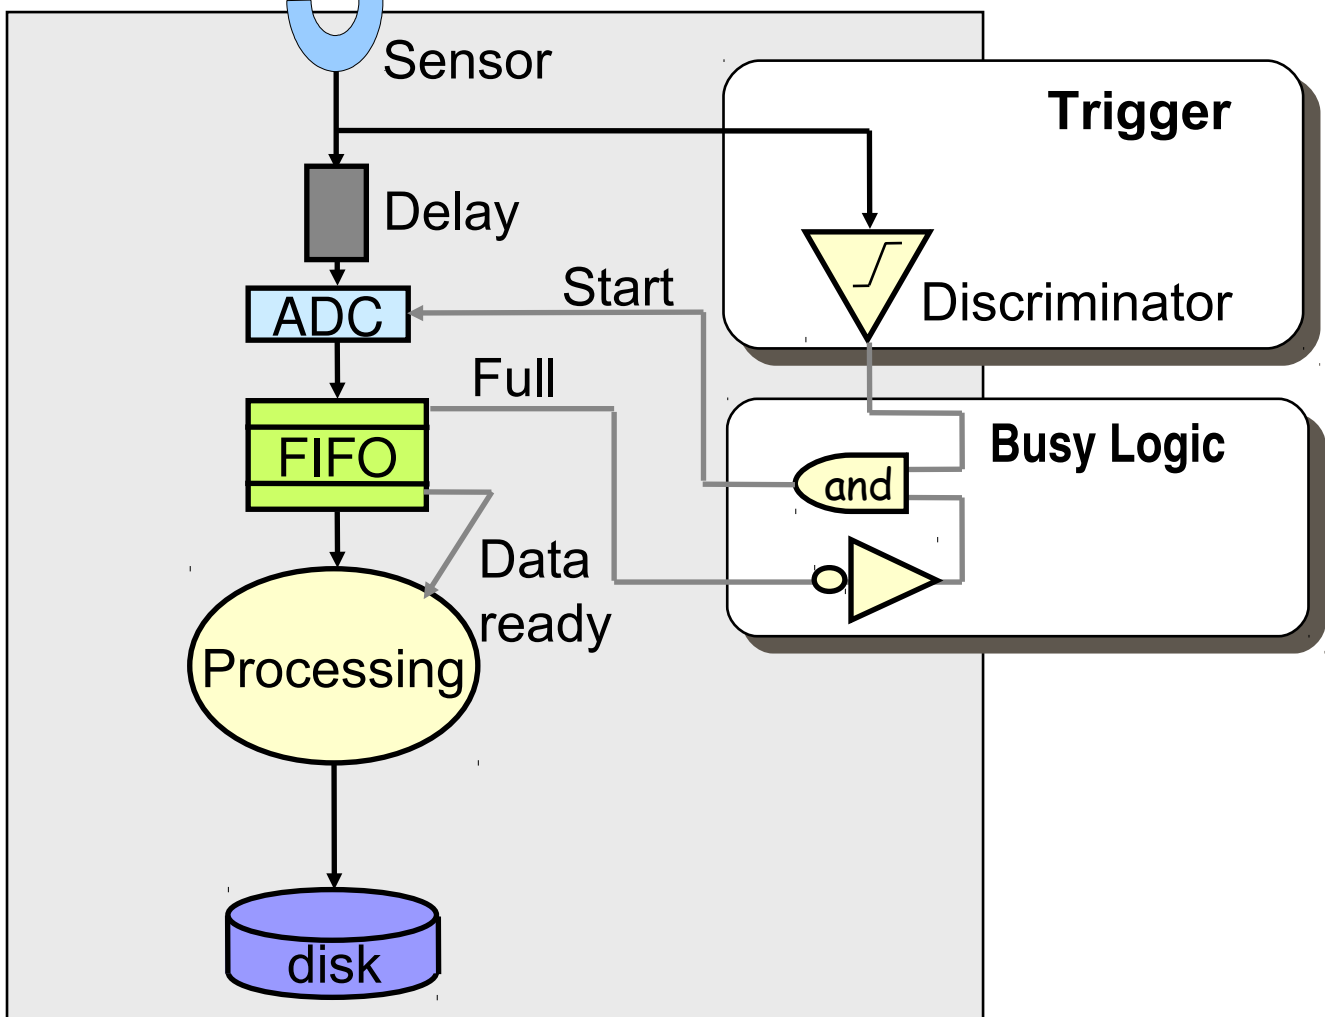 Sensor
Trigger
Delay
Start
Discriminator
ADC
Full
Busy Logic
FIFO
and
Data
ready
Processing
disk